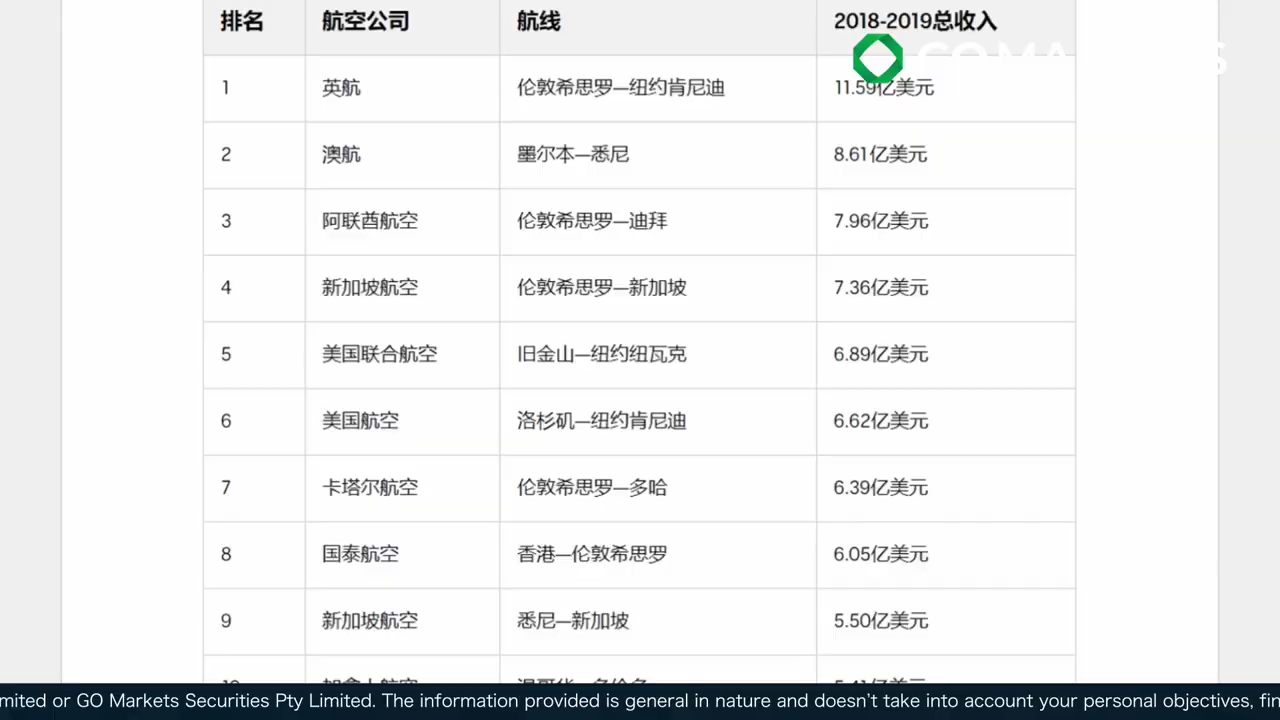 排名 航空公司 航线 2018-2019总收入
1 英航 伦敦希思罗—纽约肯尼迪 11.59亿美元
2 澳航 墨尔本—悉尼 8.61亿美元
3 阿联酋航空 伦敦希思罗—迪拜 7.96亿美元
4 新加坡航空 伦敦希思罗—新加坡 7.36亿美元
5 美国联合航空 旧金山—纽约纽瓦克 6.89亿美元
6 美国航空 洛杉矶—纽约肯尼迪 6.62亿美元
7 卡塔尔航空 伦敦希思罗—多哈 6.39亿美元
8 国泰航空 香港—伦敦希思罗 6.05亿美元
9 新加坡航空 悉尼—新加坡 5.50亿美元
mited or GO Markets Securities Pty Limited. The information provided is general in nature and doesn't take into account your personal objectives, fin